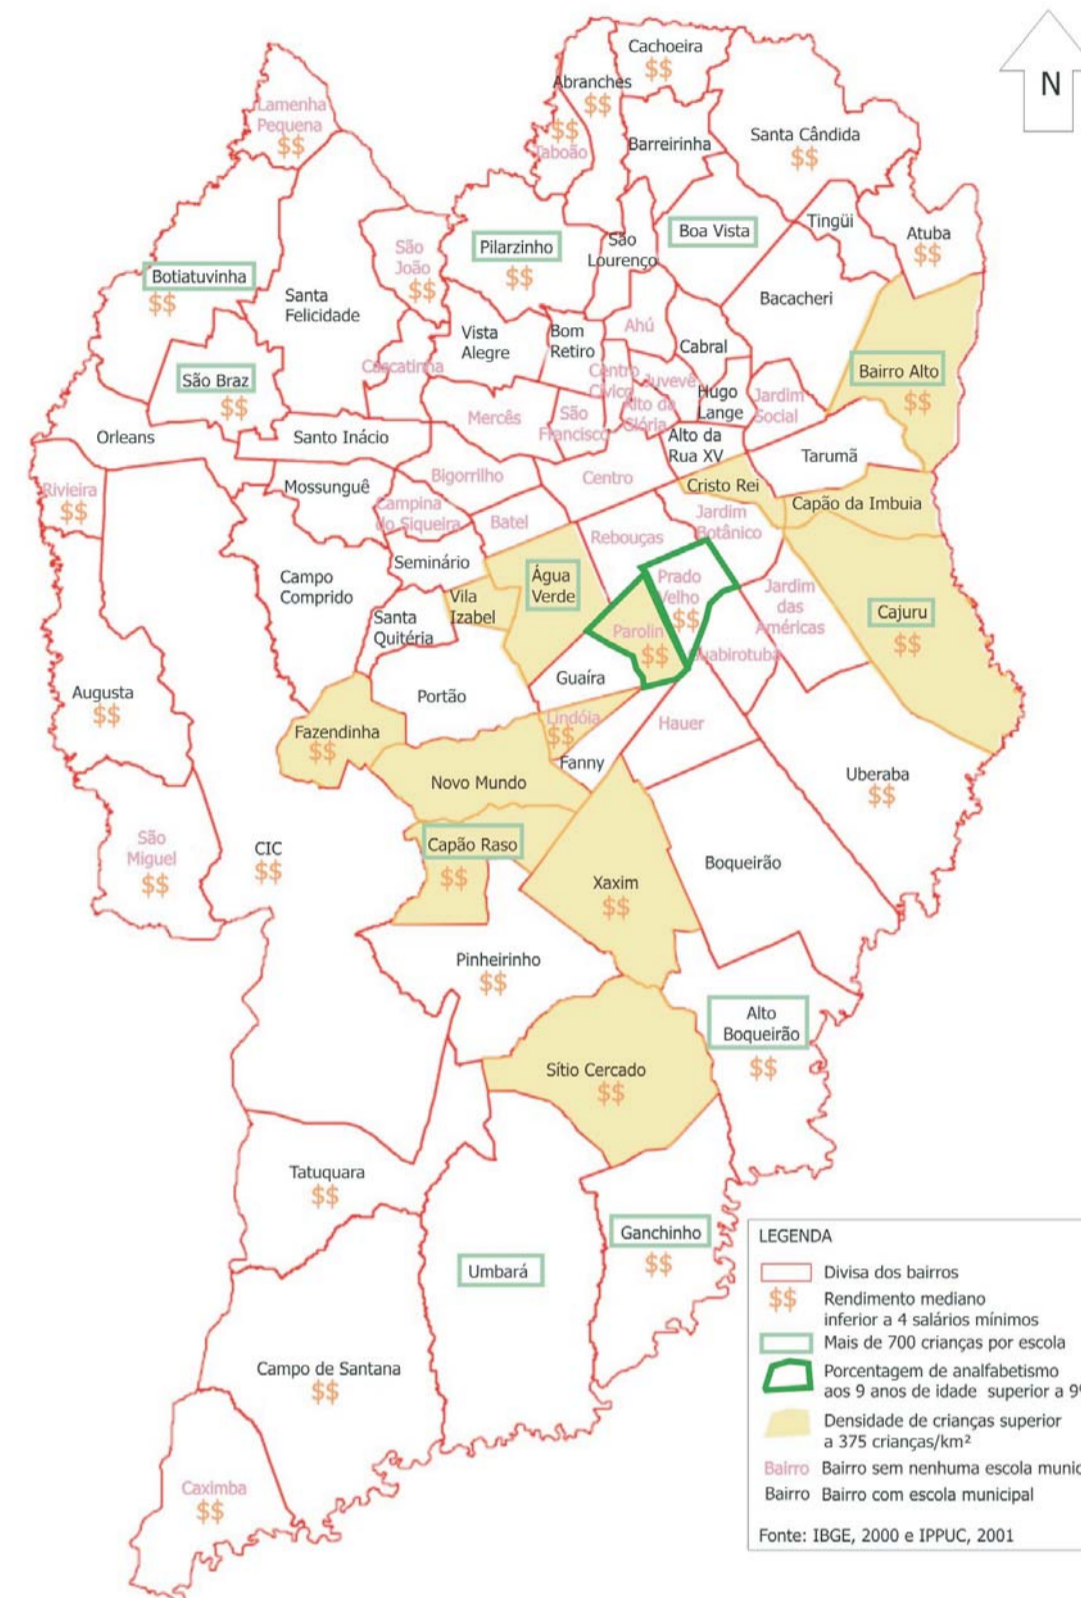 Cachoeira
$$
N
Abranches
$$
Lamenha
Pequena
$$
$$
Taboão
Barreirinha
Santa Cândida
$$
Tingüi
Atuba
$$
São
João
$$
Pilarzinho
$$
São
Lourenço
Boa Vista
Botiatuvinha
$$
Santa
Felicidade
Bacacheri
Vista
Alegre
Bom
Retiro
Ahú
Cabral
Cascatinha
São Braz
$$
Centro
Cívico
Juvevê
Hugo
Lange
Jardim
Social
Bairro Alto
$$
Mercês
São
Francisco
Alto da
Glória
Orleans
Santo Inácio
Alto da
Rua XV
Tarumã
Rivieira
$$
Mossunguê
Bigorrilho
Centro
Cristo Rei
Capão da Imbuia
Campina
do Siqueira
Batel
Rebouças
Jardim
Botânico
Seminário
Campo
Comprido
Vila
Izabel
Água
Verde
Prado
Velho
$$
Jardim
das
Américas
Cajuru
$$
Santa
Quitéria
Parolin
$$
Guabirotuba
Guaíra
Augusta
$$
Portão
Fazendinha
$$
Lindóia
$$
Hauer
Fanny
Novo Mundo
Uberaba
$$
São
Miguel
$$
CIC
$$
Capão Raso
$$
Xaxim
$$
Boqueirão
Pinheirinho
$$
Alto
Boqueirão
$$
Sítio Cercado
$$
Tatuquara
$$
Ganchinho
$$
Umbará
Campo de Santana
$$
Caximba
$$
LEGENDA
Divisa dos bairros
$$ Rendimento mediano
inferior a 4 salários mínimos
Mais de 700 crianças por escola
Porcentagem de analfabetismo
aos 9 anos de idade superior a 9
Densidade de crianças superior
a 375 crianças/km²
Bairro Bairro sem nenhuma escola munic
Bairro Bairro com escola municipal
Fonte: IBGE, 2000 e IPPUC, 2001